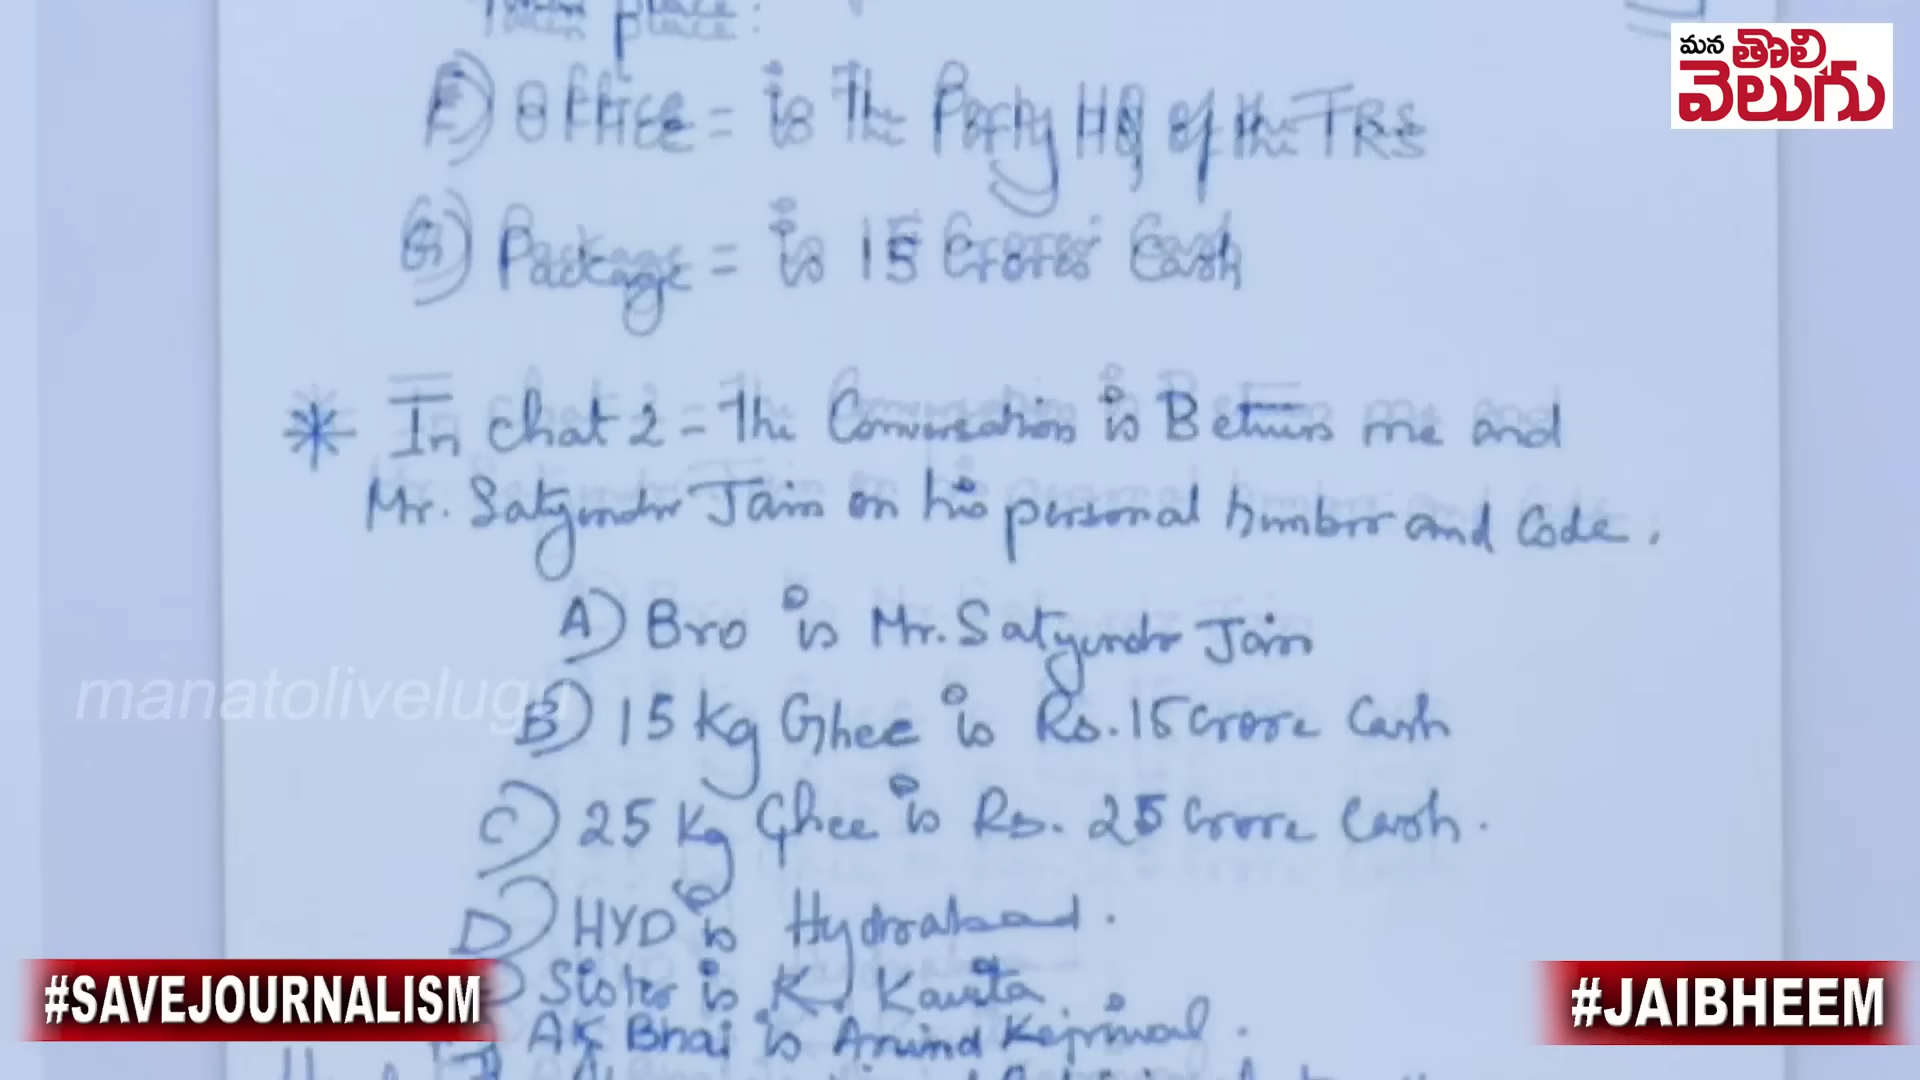 మన తొలి
వెలుగు
F) Office = is The Party HQ of the TRS
G) Package = is 15 Crores Cash
* In chat 2 - The Conversation is Between me and
Mr. Satyendr Jain on his personal number and Code.
A) Bro is Mr. Satyendr Jain
manatolivelugu
B) 15 Kg Ghee is Rs. 15 crore Cash
C) 25 Kg Ghee is Rs. 25 crore Cash.
D) HYD is Hydrabaad.
Sister is K. Kavita
AK Bhai is Arvind Kejriwal.
#SAVEJOURNALISM
#JAIBHEEM